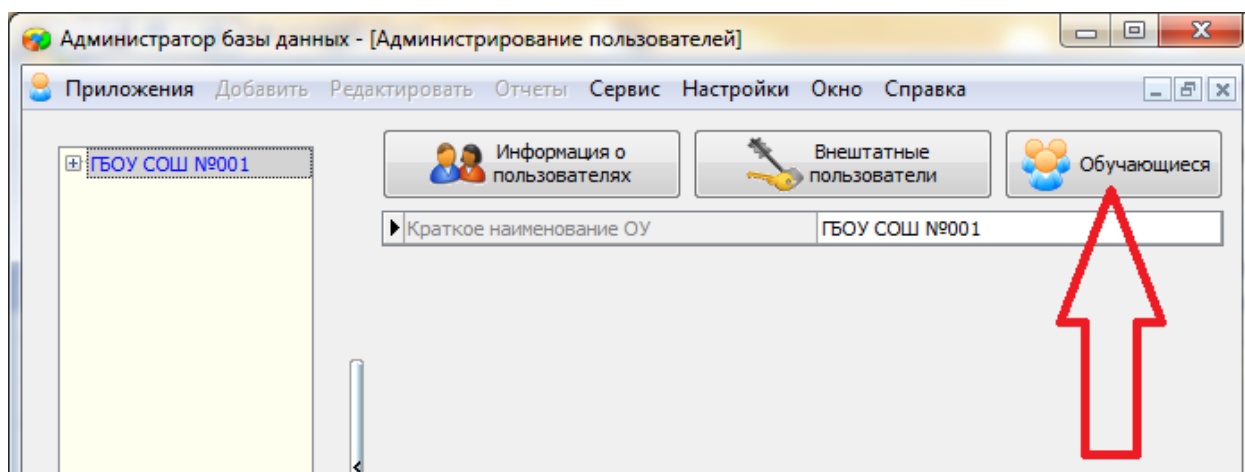 Администратор базы данных - [Администрирование пользователей]
Приложения Добавить Редактировать Отчеты Сервис Настройки Окно Справка
ГБОУ СОШ №001
Информация о
пользователях
Внештатные
пользователи
Обучающиеся
Краткое наименование ОУ
ГБОУ СОШ №001